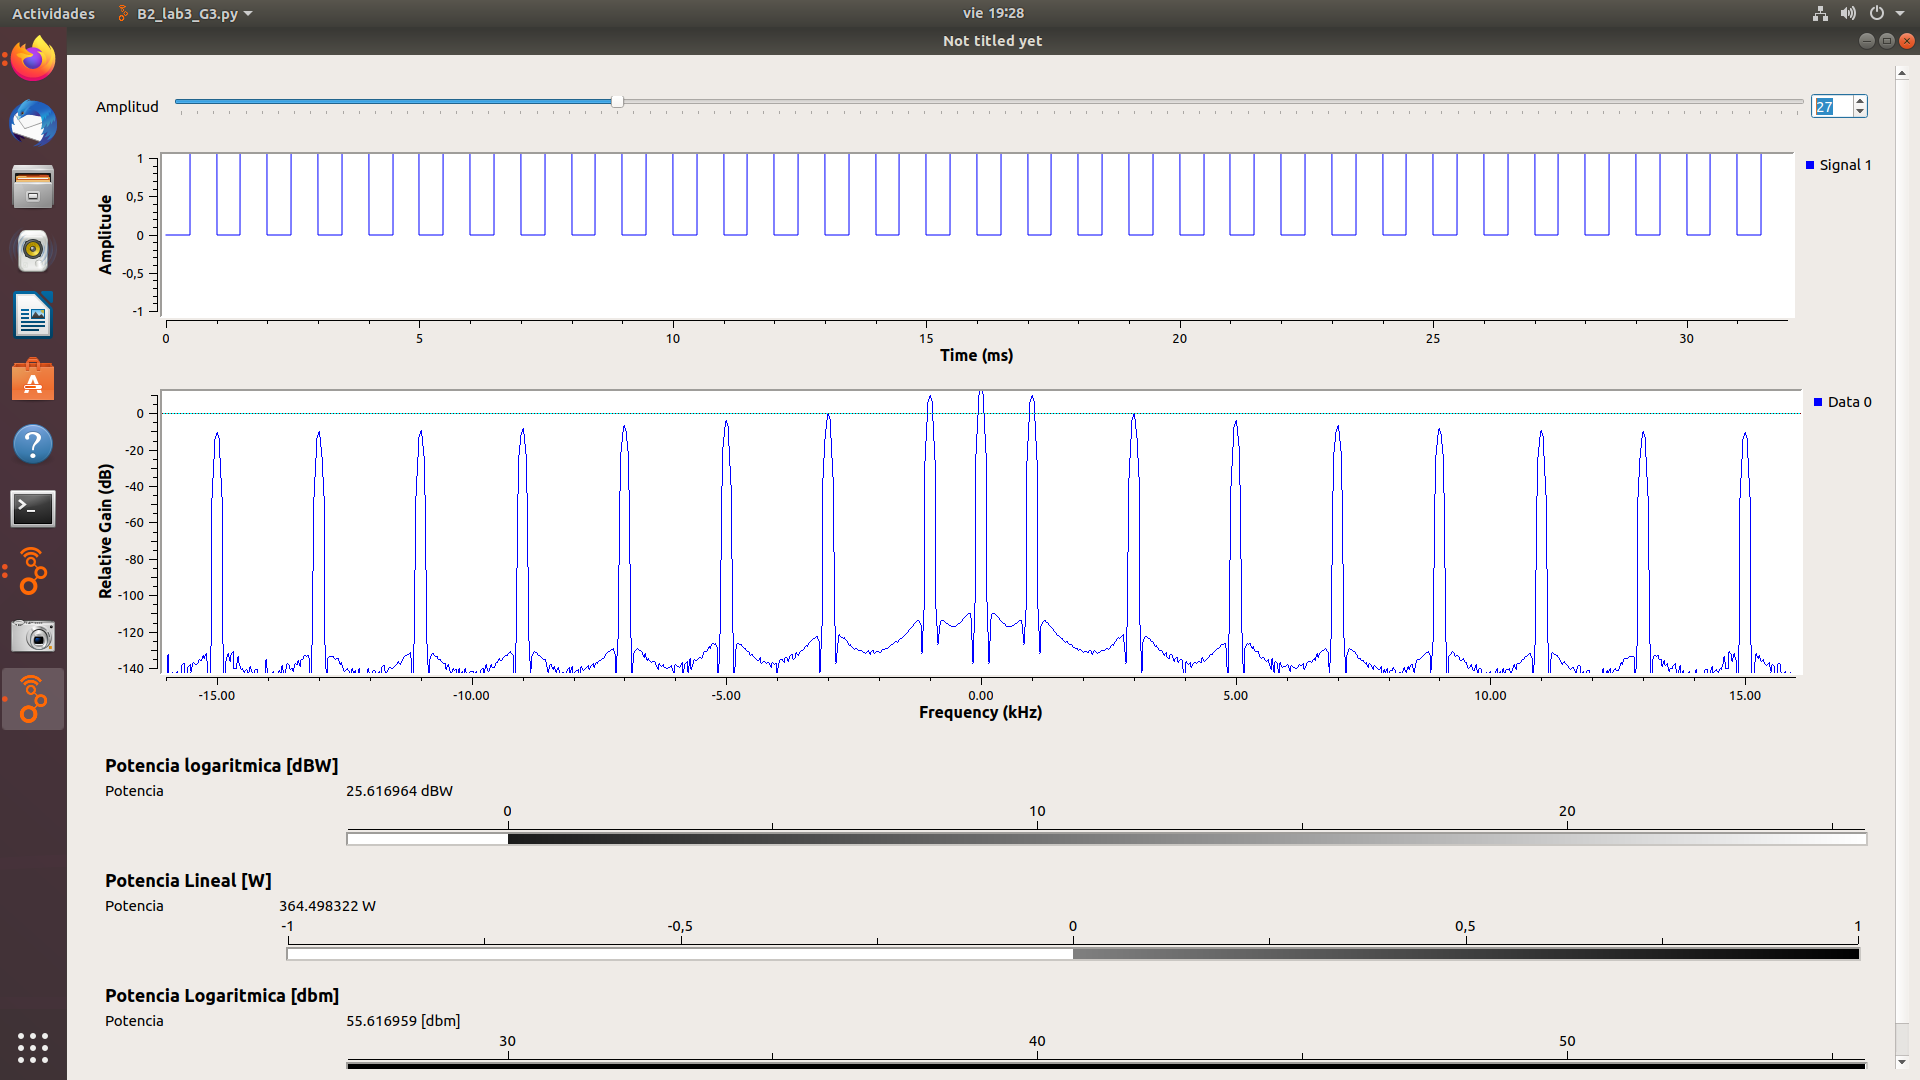 Actividades B2_lab3_G3.py vie 19:28
Not titled yet
Amplitud 27
Amplitude
1
0,5
0
-0,5
-1
Signal 1
0 5 10 15 20 25 30
Time (ms)
Relative Gain (dB)
0
-20
-40
-60
-80
-100
-120
-140
Data 0
-15.00 -10.00 -5.00 0.00 5.00 10.00 15.00
Frequency (kHz)
Potencia logaritmica [dBW]
Potencia 25.616964 dBW
0 10 20
Potencia Lineal [W]
Potencia 364.498322 W
-1 -0,5 0 0,5 1
Potencia Logaritmica [dbm]
Potencia 55.616959 [dbm]
30 40 50